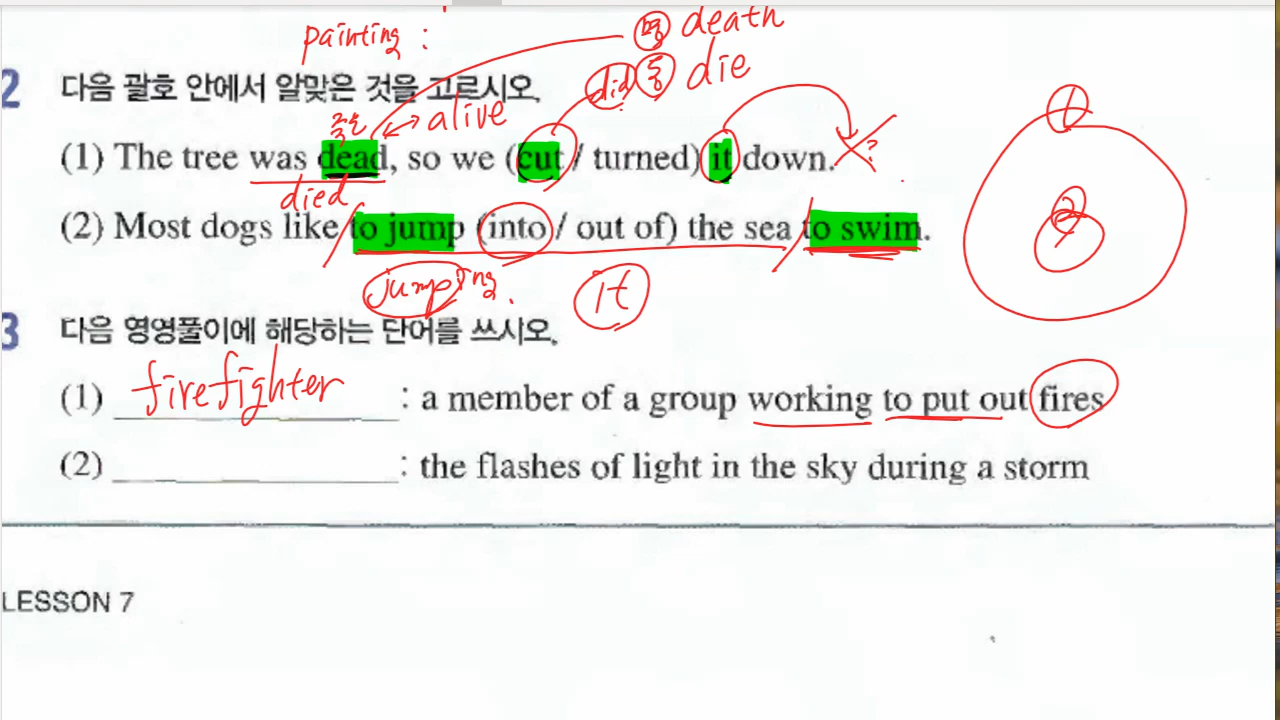 painting :
명 death
did 동 die
2 다음 괄호 안에서 알맞은 것을 고르시오.
죽은 ↔ alive
(1) The tree was dead, so we (cut / turned) it down. ?
died
(2) Most dogs like / to jump (into / out of) the sea / to swim.
jumping. it
1
2
3 다음 영영풀이에 해당하는 단어를 쓰시오.
(1) firefighter : a member of a group working to put out fires
(2) ____________ : the flashes of light in the sky during a storm
LESSON 7